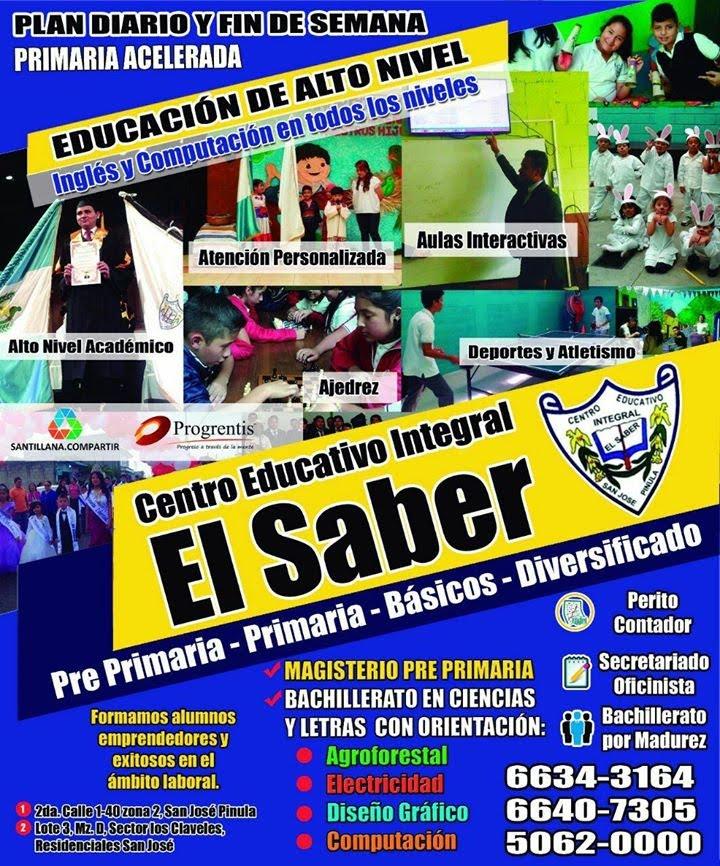 PLAN DIARIO Y FIN DE SEMANA
PRIMARIA ACELERADA
EDUCACIÓN DE ALTO NIVEL
Inglés y Computación en todos los niveles
Atención Personalizada
Aulas Interactivas
Alto Nivel Académico
Ajedrez
Deportes y Atletismo
SANTILLANA.COMPARTIR
Progrentis
Progreso a través de la mente
Centro Educativo Integral
El Saber
CENTRO EDUCATIVO
INTEGRAL
EL SABER
SAN JOSE PINULA
Pre Primaria - Primaria - Básicos - Diversificado
Perito
Contador
Secretariado
Oficinista
Bachillerato
por Madurez
MAGISTERIO PRE PRIMARIA
BACHILLERATO EN CIENCIAS
Y LETRAS CON ORIENTACIÓN:
Agroforestal
Electricidad
Diseño Gráfico
Computación
Formamos alumnos
emprendedores y
exitosos en el
ámbito laboral.
1 2da. Calle 1-40 zona 2, San José Pinula
2 Lote 3, Mz. D, Sector los Claveles,
Residenciales San José
6634-3164
6640-7305
5062-0000